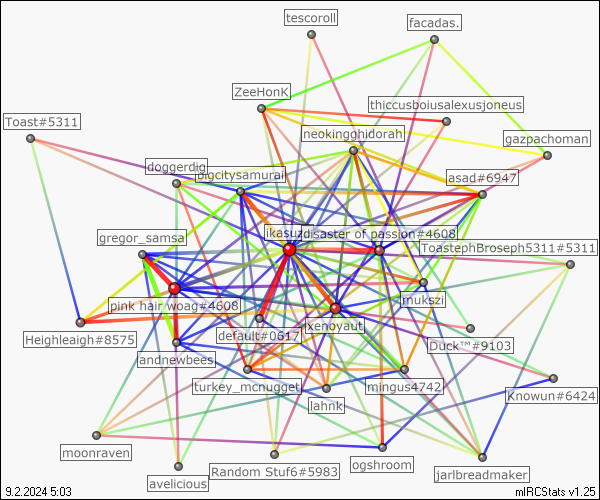 tescoroll
facadas.
ZeeHonK
thiccusboiusalexusjoneus
Toast#5311
neokingghidorah
gazpachoman
doggerdig
bigcitysamurai
asad#6947
gregor_samsa
ikasuz
disaster of passion#4608
ToastephBroseph5311#5311
pink hair woag#4608
mukszi
default#0617
xenoyaut
Heighleaigh#8575
andnewbees
Duck™#9103
turkey_mcnugget
mingus4742
lahnk
Knowun#6424
moonraven
ogshroom
avelicious
Random Stuf6#5983
jarlbreadmaker
9.2.2024 5:03
mIRCStats v1.25